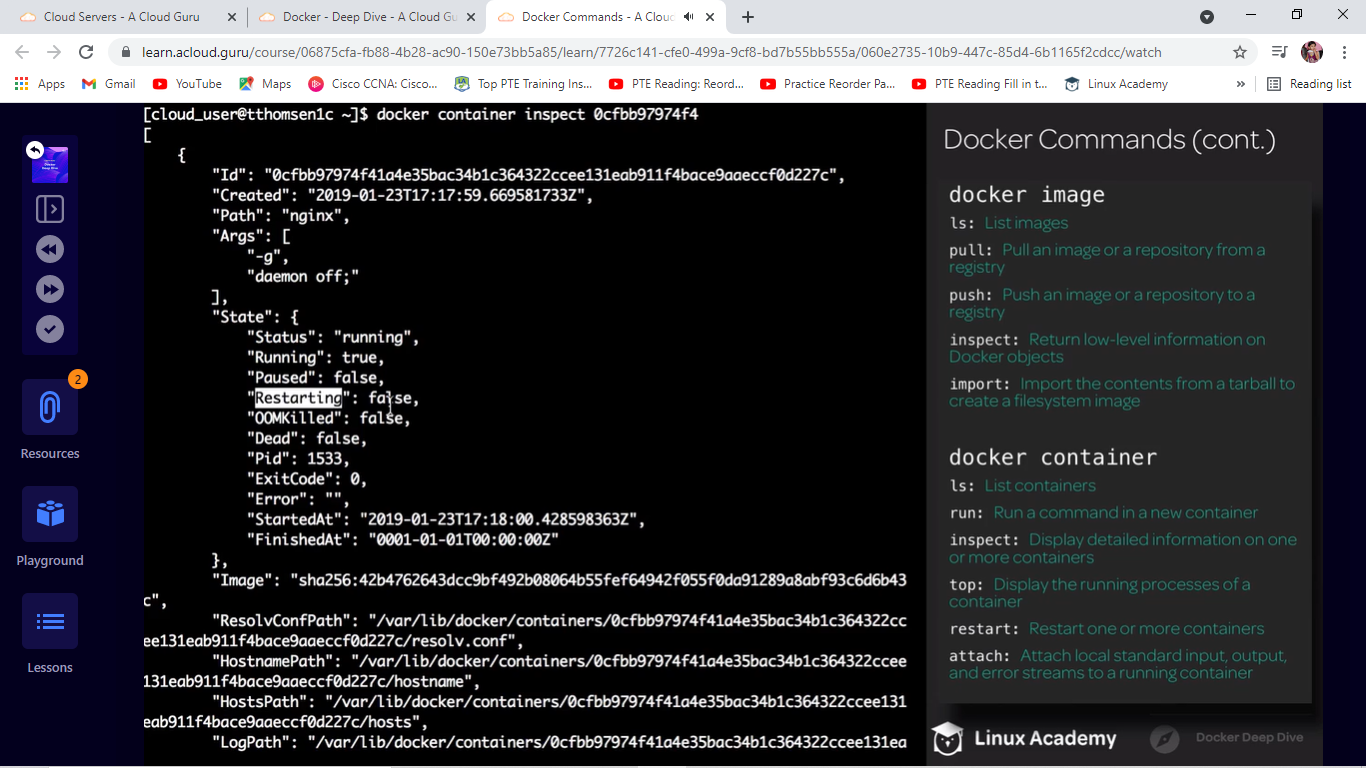 Cloud Servers - A Cloud Guru
Docker - Deep Dive - A Cloud Gu
Docker Commands - A Cloud
learn.acloud.guru/course/06875cfa-fb88-4b28-ac90-150e73bb5a85/learn/7726c141-cfe0-499a-9cf8-bd7b55bb555a/060e2735-10b9-447c-85d4-6b1165f2cdcc/watch
Apps
Gmail
YouTube
Maps
Cisco CCNA: Cisco...
Top PTE Training Ins...
PTE Reading: Reord...
Practice Reorder Pa...
PTE Reading Fill in t...
Linux Academy
»
Reading list
Docker
Deep Dive
2
Resources
Playground
Lessons
[cloud_user@tthomsen1c ~]$ docker container inspect 0cfbb97974f4
[
{
"Id": "0cfbb97974f41a4e35bac34b1c364322ccee131eab911f4bace9aaeccf0d227c",
"Created": "2019-01-23T17:17:59.669581733Z",
"Path": "nginx",
"Args": [
"-g",
"daemon off;"
],
"State": {
"Status": "running",
"Running": true,
"Paused": false,
"Restarting": false,
"OOMKilled": false,
"Dead": false,
"Pid": 1533,
"ExitCode": 0,
"Error": "",
"StartedAt": "2019-01-23T17:18:00.428598363Z",
"FinishedAt": "0001-01-01T00:00:00Z"
},
"Image": "sha256:42b4762643dcc9bf492b08064b55fef64942f055f0da91289a8abf93c6d6b43
c",
"ResolvConfPath": "/var/lib/docker/containers/0cfbb97974f41a4e35bac34b1c364322cc
ee131eab911f4bace9aaeccf0d227c/resolv.conf",
"HostnamePath": "/var/lib/docker/containers/0cfbb97974f41a4e35bac34b1c364322ccee
131eab911f4bace9aaeccf0d227c/hostname",
"HostsPath": "/var/lib/docker/containers/0cfbb97974f41a4e35bac34b1c364322ccee131
eab911f4bace9aaeccf0d227c/hosts",
"LogPath": "/var/lib/docker/containers/0cfbb97974f41a4e35bac34b1c364322ccee131ea
Docker Commands (cont.)
docker image
ls: List images
pull: Pull an image or a repository from a
registry
push: Push an image or a repository to a
registry
inspect: Return low-level information on
Docker objects
import: Import the contents from a tarball to
create a filesystem image
docker container
ls: List containers
run: Run a command in a new container
inspect: Display detailed information on one
or more containers
top: Display the running processes of a
container
restart: Restart one or more containers
attach: Attach local standard input, output,
and error streams to a running container
Linux Academy
Docker Deep Dive